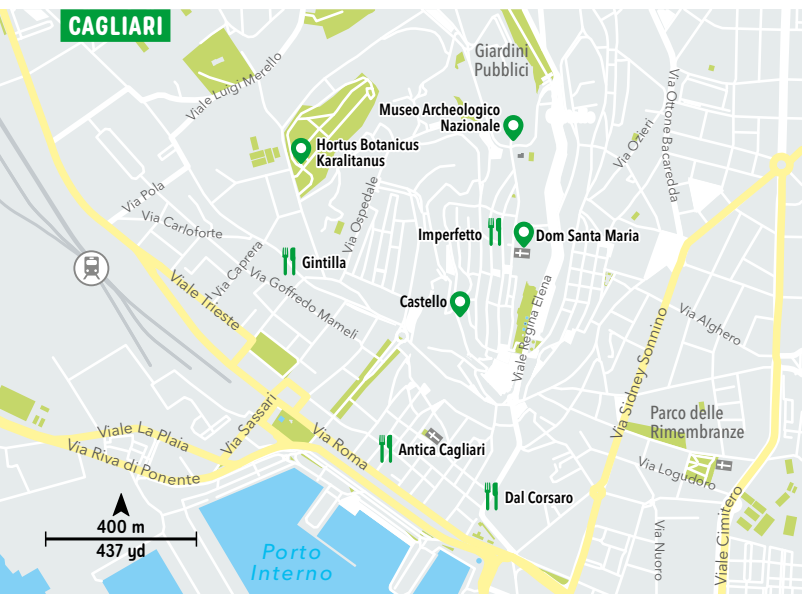 CAGLIARI
Giardini
Pubblici
Viale Luigi Merello
Via Ottone Bacaredda
Museo Archeologico
Nazionale
Via Ozieri
Hortus Botanicus
Karalitanus
Via Pola
Via Ospedale
Via Carloforte
Imperfetto
Dom Santa Maria
Via Caprera
Gintilla
Viale Trieste
Via Goffredo Mameli
Castello
Viale Regina Elena
Via Alghero
Viale Sidney Sonnino
Parco delle
Rimembranze
Viale La Plaia
Via Sassari
Via Roma
Antica Cagliari
Via Riva di Ponente
Via Logudoro
Dal Corsaro
Viale Cimitero
400 m
437 yd
Porto
Interno
Via Nuoro